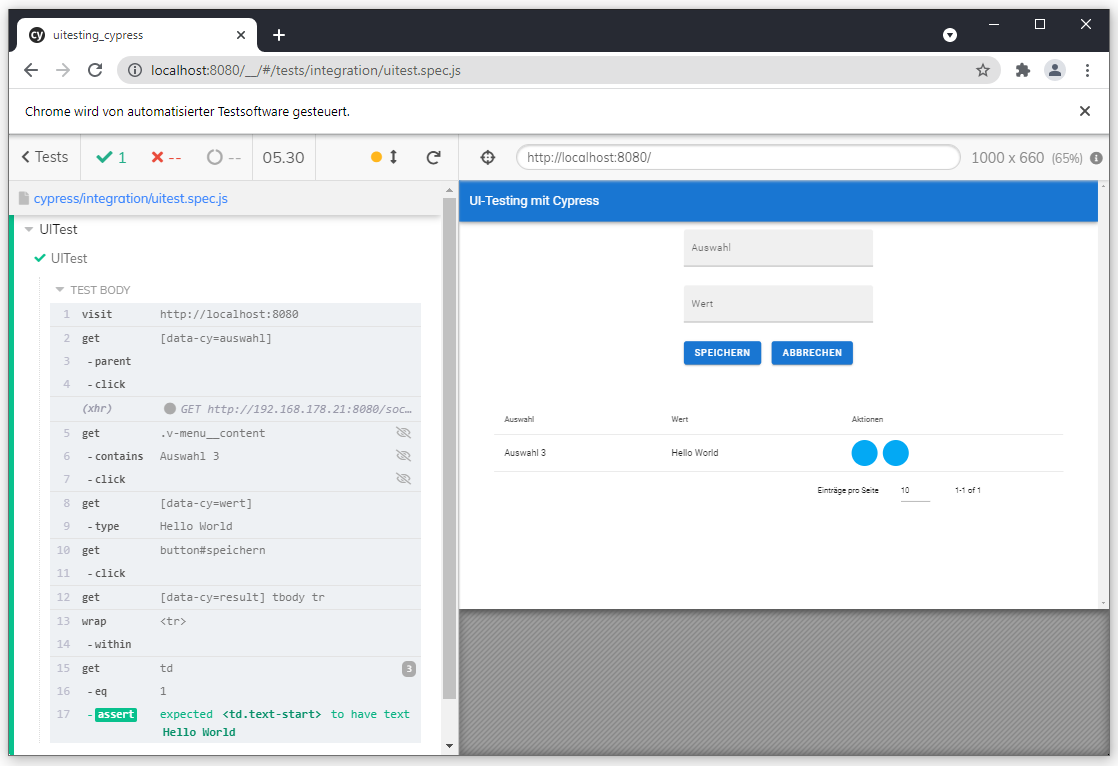 cy uitesting_cypress
localhost:8080/__/#/tests/integration/uitest.spec.js
Chrome wird von automatisierter Testsoftware gesteuert.
Tests 1 -- -- 05.30
http://localhost:8080/ 1000 x 660 (65%)
cypress/integration/uitest.spec.js
UITest
UITest
TEST BODY
1 visit http://localhost:8080
2 get [data-cy=auswahl]
3 -parent
4 -click
(xhr) GET http://192.168.178.21:8080/soc…
5 get .v-menu__content
6 -contains Auswahl 3
7 -click
8 get [data-cy=wert]
9 -type Hello World
10 get button#speichern
11 -click
12 get [data-cy=result] tbody tr
13 wrap <tr>
14 -within
15 get td 3
16 -eq 1
17 -assert expected <td.text-start> to have text
Hello World
UI-Testing mit Cypress
Auswahl
Wert
SPEICHERN ABBRECHEN
Auswahl Wert Aktionen
Auswahl 3 Hello World
Einträge pro Seite 10 1-1 of 1